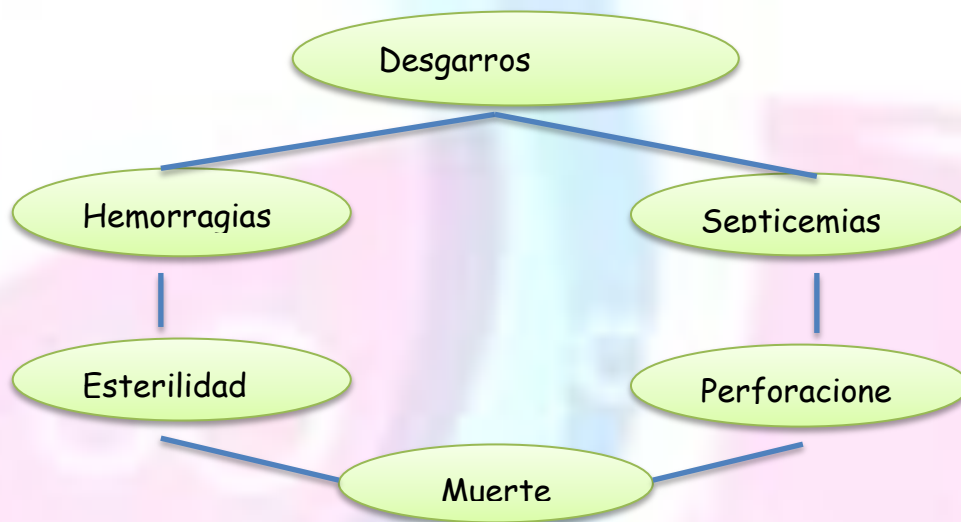 Desgarros
Hemorragias
Septicemias
Esterilidad
Perforacione
Muerte